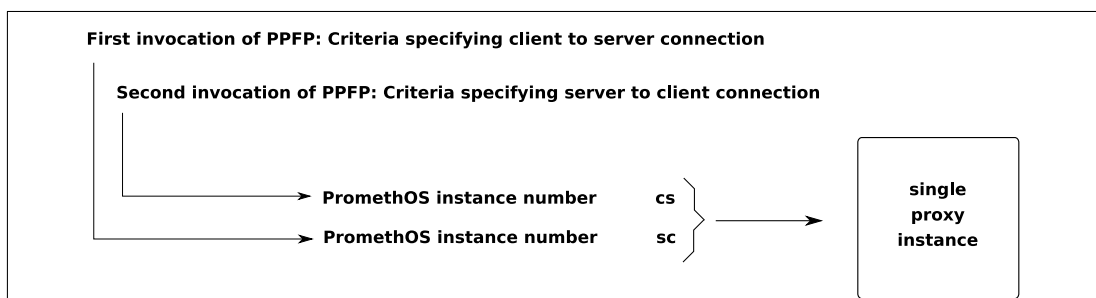 First invocation of PPFP: Criteria specifying client to server connection
Second invocation of PPFP: Criteria specifying server to client connection
PromethOS instance number cs
PromethOS instance number sc
single
proxy
instance